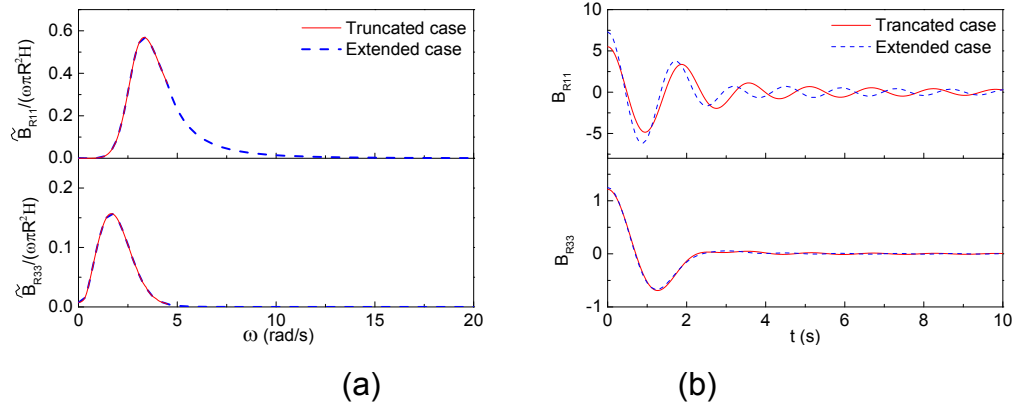 0.6
0.4
0.2
0.0
B̃R11/(ωπR²H)
Truncated case
Extended case
0.2
0.1
0.0
B̃R33/(ωπR²H)
0 5 10 15 20
ω (rad/s)
(a)
10
5
0
-5
BR11
Trancated case
Extended case
1
0
-1
BR33
0 2 4 6 8 10
t (s)
(b)